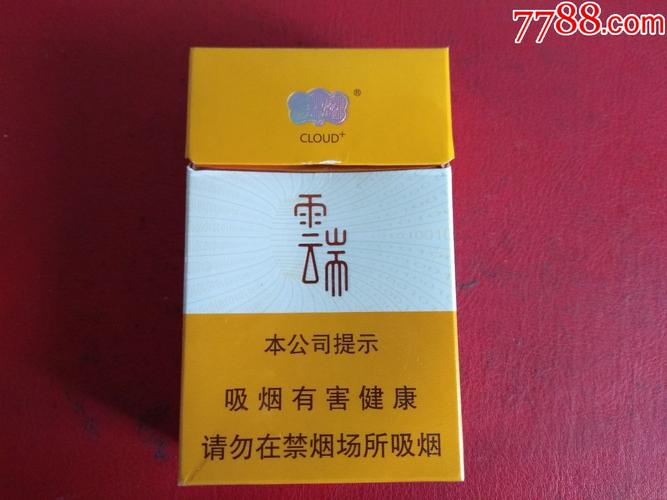 7788.com
®
CLOUD+
雲端
本公司提示
吸烟有害健康
请勿在禁烟场所吸烟